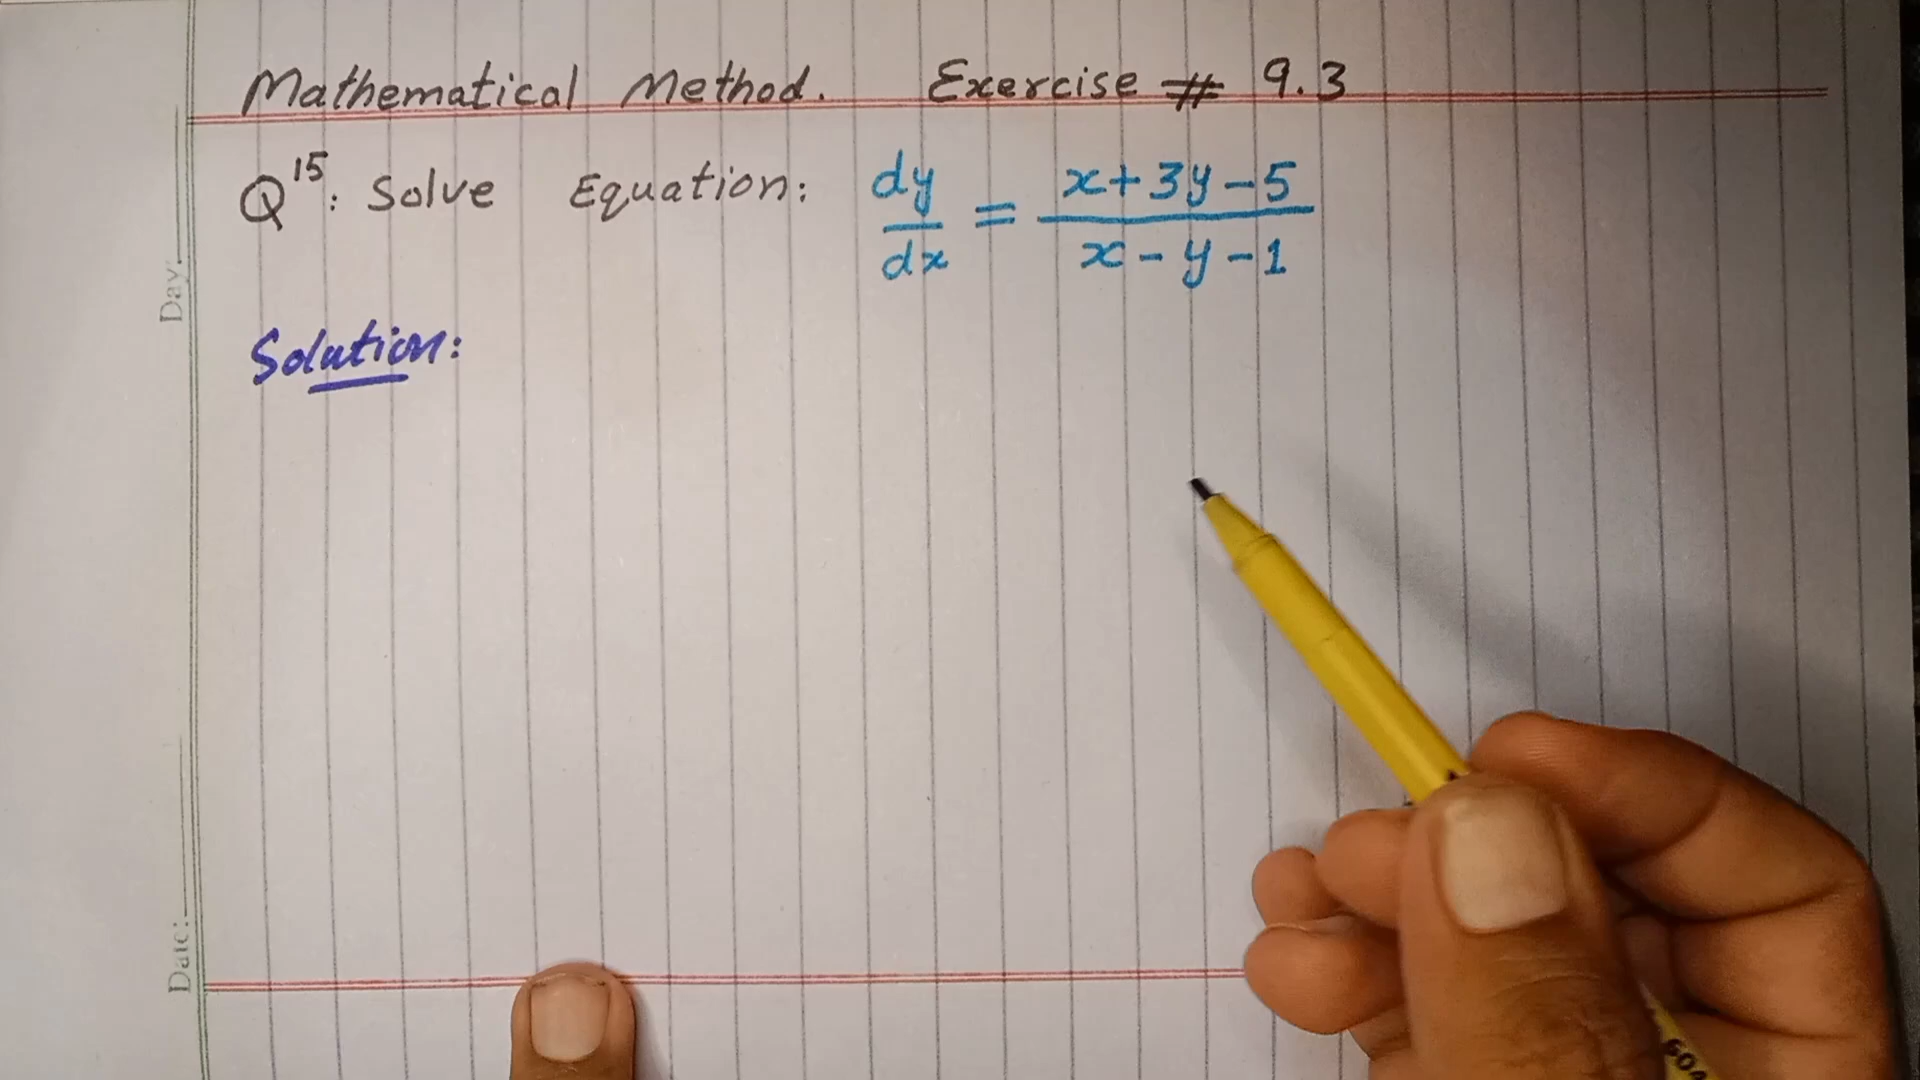 Mathematical Method. Exercise # 9.3
Q15: Solve Equation: dy/dx = x+3y-5 / x-y-1
Solution:
Day:
Date: